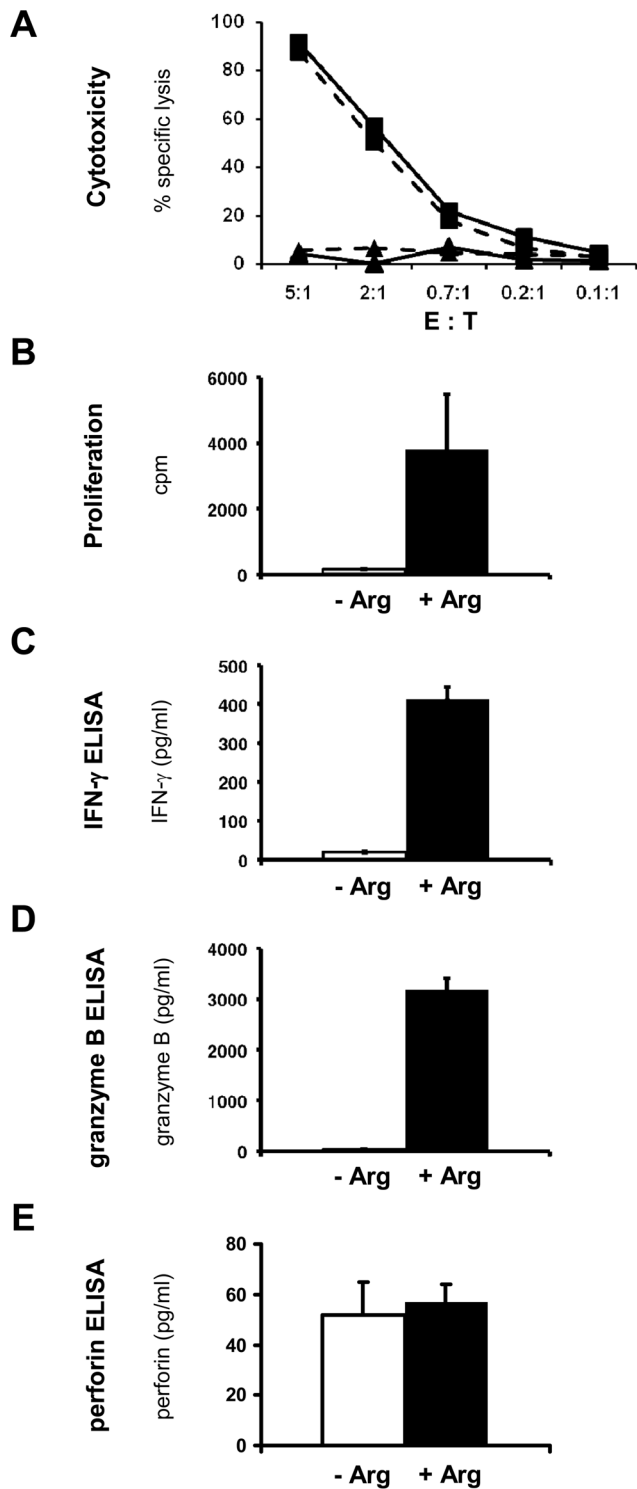 A
Cytotoxicity
% specific lysis
100
80
60
40
20
0
5:1 2:1 0.7:1 0.2:1 0.1:1
E : T
B
Proliferation
cpm
6000
4000
2000
0
- Arg + Arg
C
IFN-γ ELISA
IFN-γ (pg/ml)
500
400
300
200
100
0
- Arg + Arg
D
granzyme B ELISA
granzyme B (pg/ml)
4000
3000
2000
1000
0
- Arg + Arg
E
perforin ELISA
perforin (pg/ml)
80
60
40
20
0
- Arg + Arg